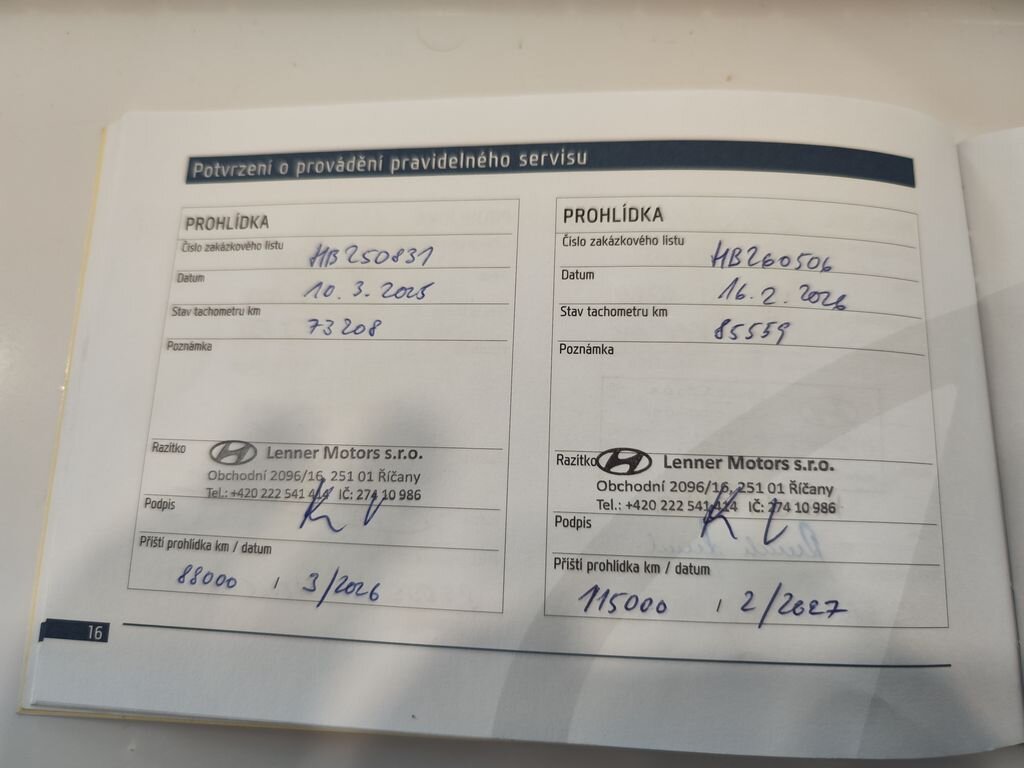 Potvrzení o provádění pravidelného servisu
PROHLÍDKA
Číslo zakázkového listu HB250831
Datum 10. 3. 2025
Stav tachometru km 73208
Poznámka
Razítko Lenner Motors s.r.o.
Obchodní 2096/16, 251 01 Říčany
Tel.: +420 222 541 414 IČ: 274 10 986
Podpis
Příští prohlídka km / datum
88000 / 3/2026
PROHLÍDKA
Číslo zakázkového listu HB260506
Datum 16. 2. 2026
Stav tachometru km 85559
Poznámka
Razítko Lenner Motors s.r.o.
Obchodní 2096/16, 251 01 Říčany
Tel.: +420 222 541 414 IČ: 274 10 986
Podpis
Příští prohlídka km / datum
115000 / 2/2027
16